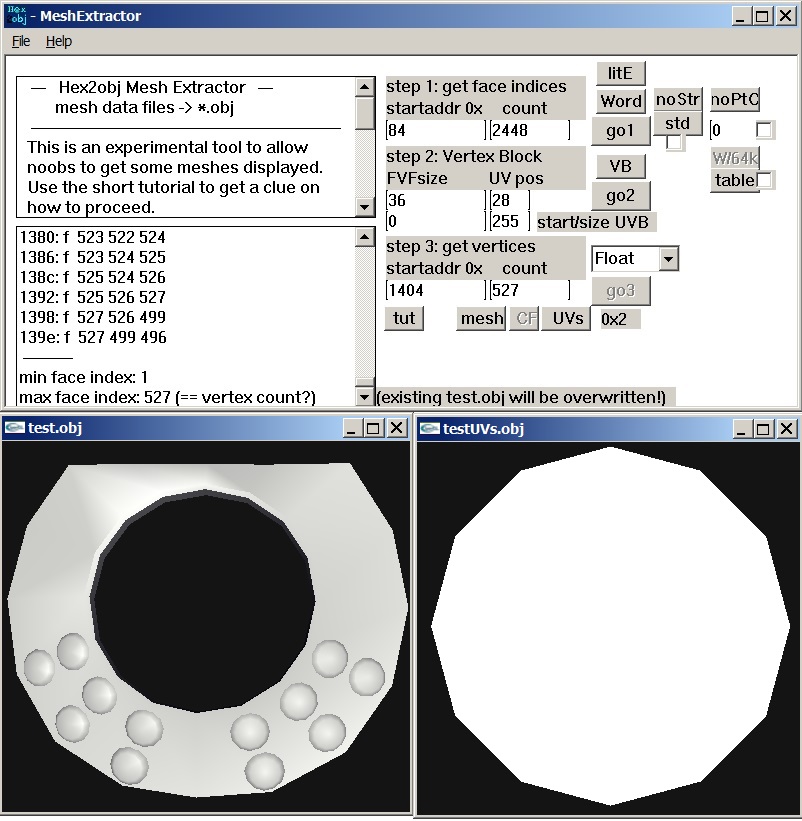 Hex
obj - MeshExtractor
File Help
— Hex2obj Mesh Extractor —
mesh data files -> *.obj
This is an experimental tool to allow
noobs to get some meshes displayed.
Use the short tutorial to get a clue on
how to proceed.
1380: f 523 522 524
1386: f 523 524 525
138c: f 525 524 526
1392: f 525 526 527
1398: f 527 526 499
139e: f 527 499 496
min face index: 1
max face index: 527 (== vertex count?)
step 1: get face indices
startaddr 0x count
84 2448
step 2: Vertex Block
FVFsize UV pos
36 28
0 255 start/size UVB
step 3: get vertices
startaddr 0x count
1404 527
tut mesh CF UVs 0x2
(existing test.obj will be overwritten!)
litE
Word noStr noPtC
go1 std 0
VB W/64k
go2 table
Float
go3
test.obj
testUVs.obj